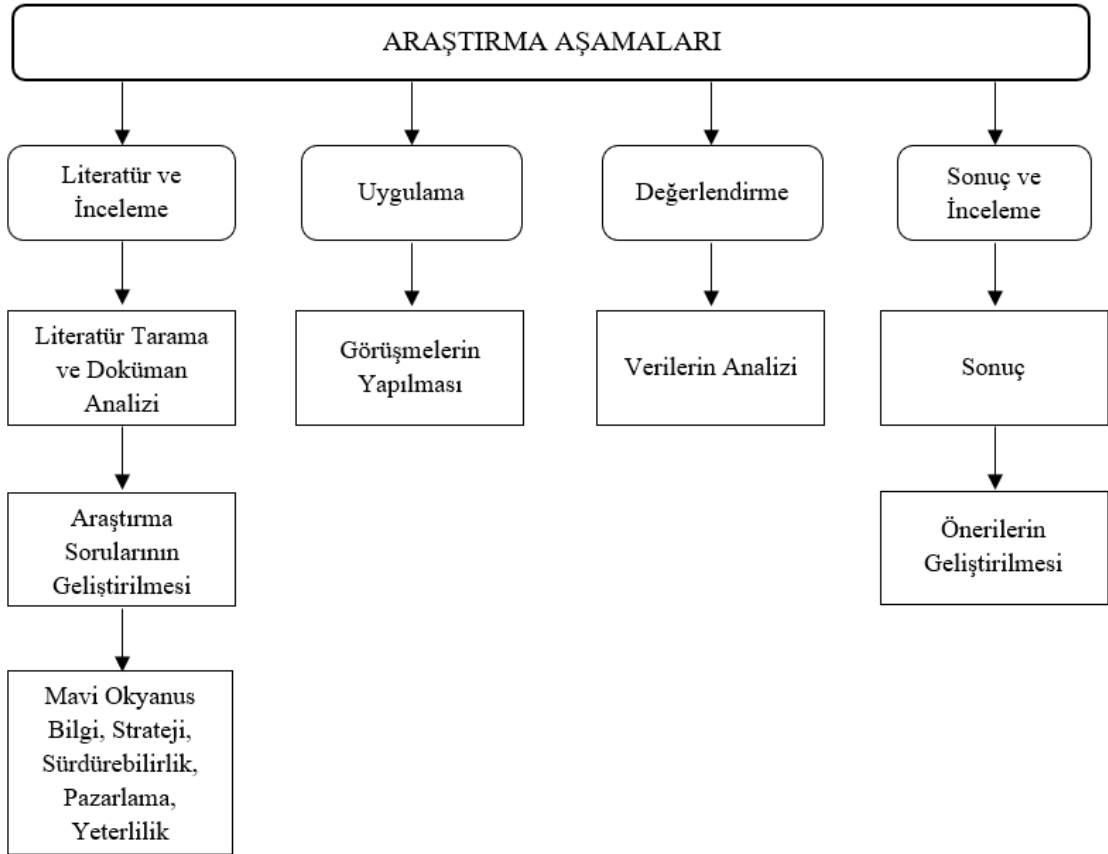 ARAŞTIRMA AŞAMALARI
Literatür ve
İnceleme
Uygulama
Değerlendirme
Sonuç ve
İnceleme
Literatür Tarama
ve Doküman
Analizi
Görüşmelerin
Yapılması
Verilerin Analizi
Sonuç
Araştırma
Sorularının
Geliştirilmesi
Önerilerin
Geliştirilmesi
Mavi Okyanus
Bilgi, Strateji,
Sürdürebilirlik,
Pazarlama,
Yeterlilik